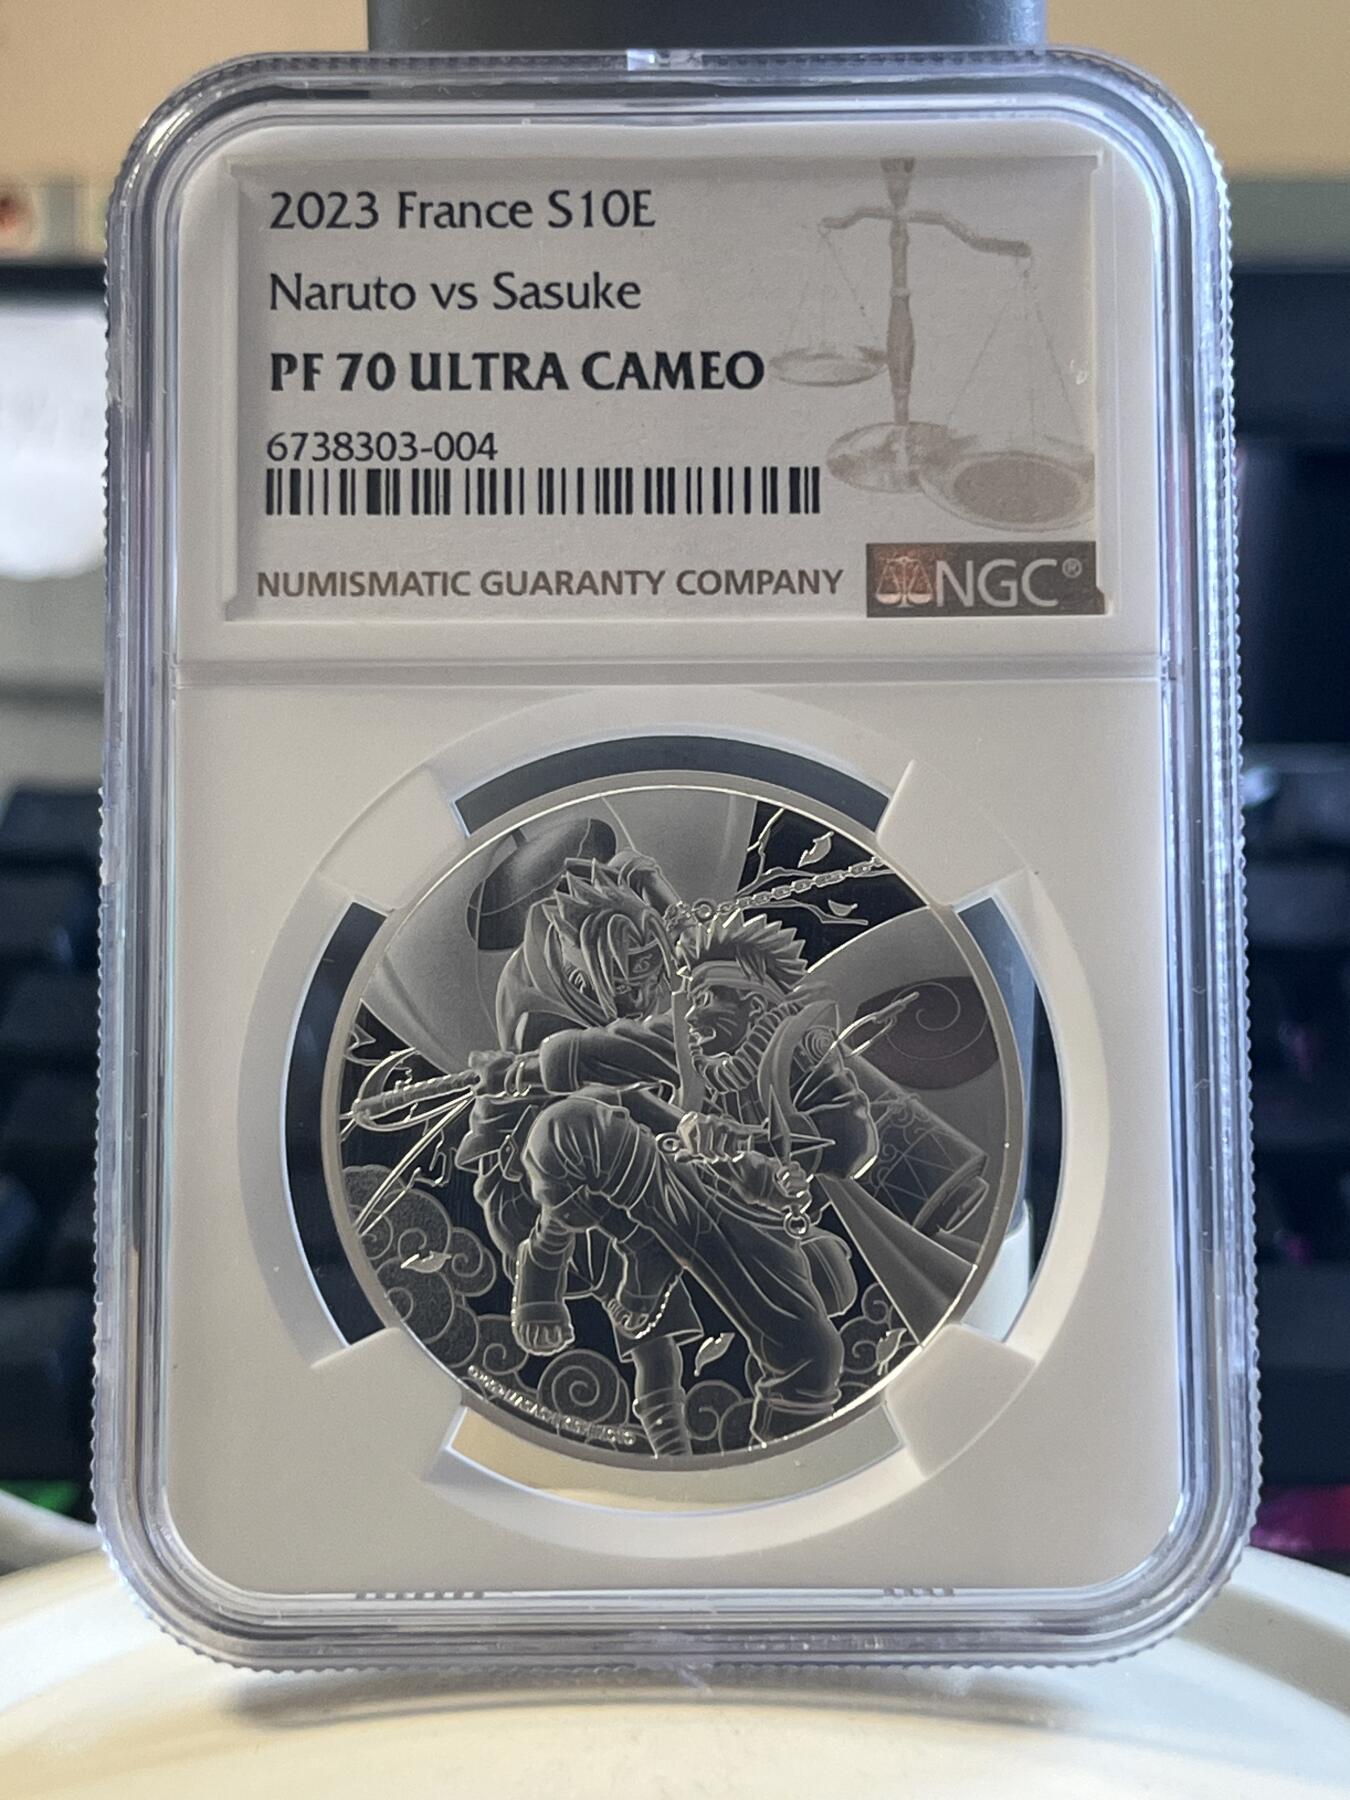 2023 France S10E
Naruto vs Sasuke
PF 70 ULTRA CAMEO
6738303-004
NUMISMATIC GUARANTY COMPANY
NGC®